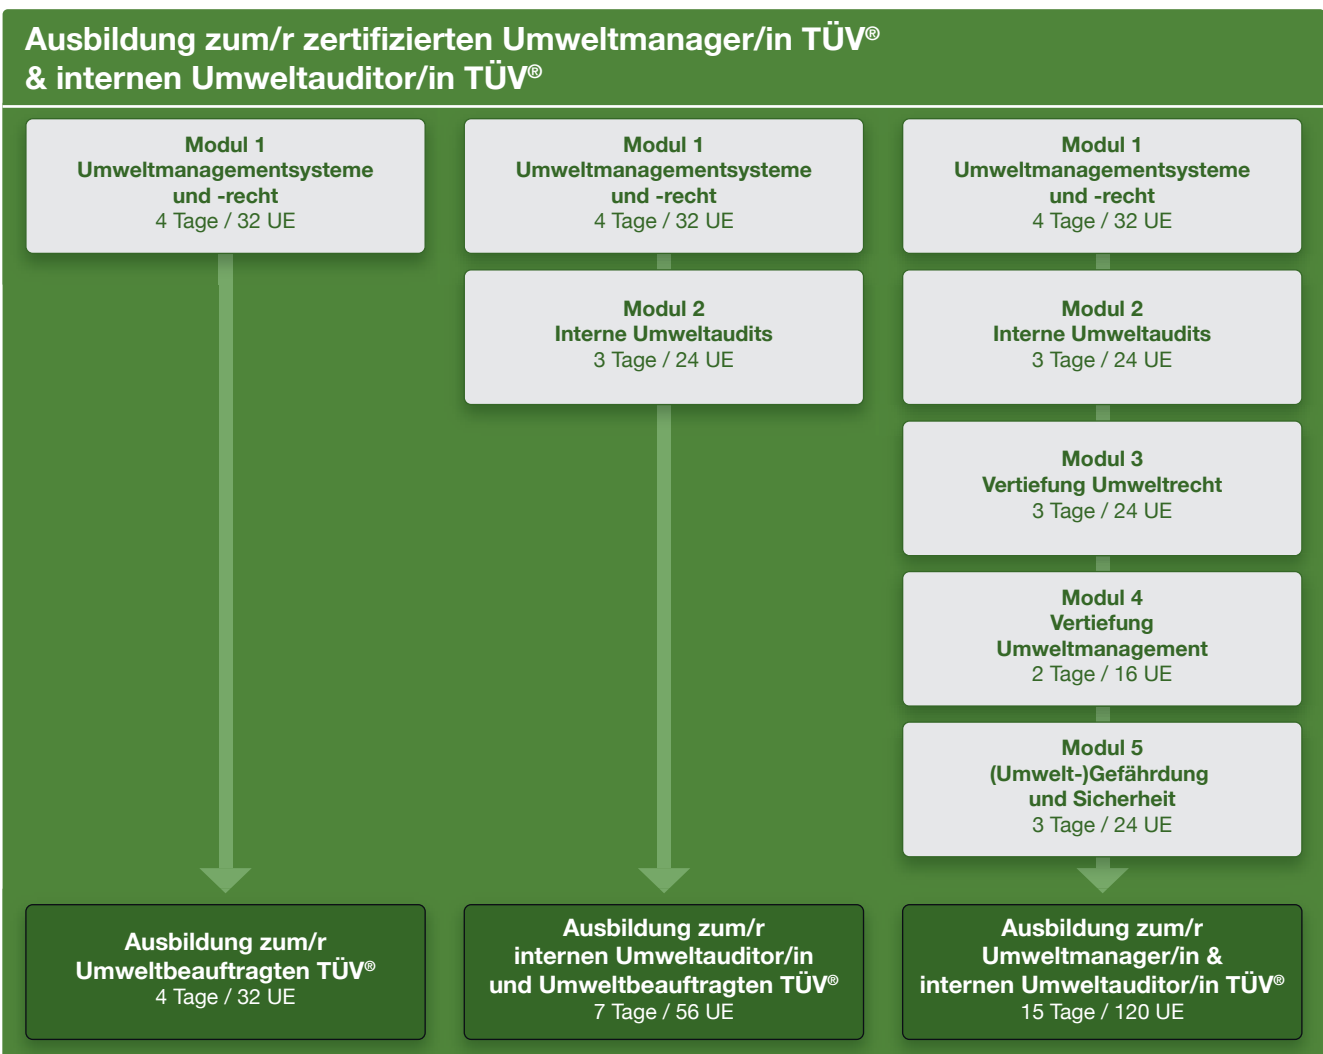 Ausbildung zum/r zertifizierten Umweltmanager/in TÜV®
& internen Umweltauditor/in TÜV®
Modul 1
Umweltmanagementsysteme
und -recht
4 Tage / 32 UE
Ausbildung zum/r
Umweltbeauftragten TÜV®
4 Tage / 32 UE
Modul 1
Umweltmanagementsysteme
und -recht
4 Tage / 32 UE
Modul 2
Interne Umweltaudits
3 Tage / 24 UE
Ausbildung zum/r
internen Umweltauditor/in
und Umweltbeauftragten TÜV®
7 Tage / 56 UE
Modul 1
Umweltmanagementsysteme
und -recht
4 Tage / 32 UE
Modul 2
Interne Umweltaudits
3 Tage / 24 UE
Modul 3
Vertiefung Umweltrecht
3 Tage / 24 UE
Modul 4
Vertiefung
Umweltmanagement
2 Tage / 16 UE
Modul 5
(Umwelt-)Gefährdung
und Sicherheit
3 Tage / 24 UE
Ausbildung zum/r
Umweltmanager/in &
internen Umweltauditor/in TÜV®
15 Tage / 120 UE